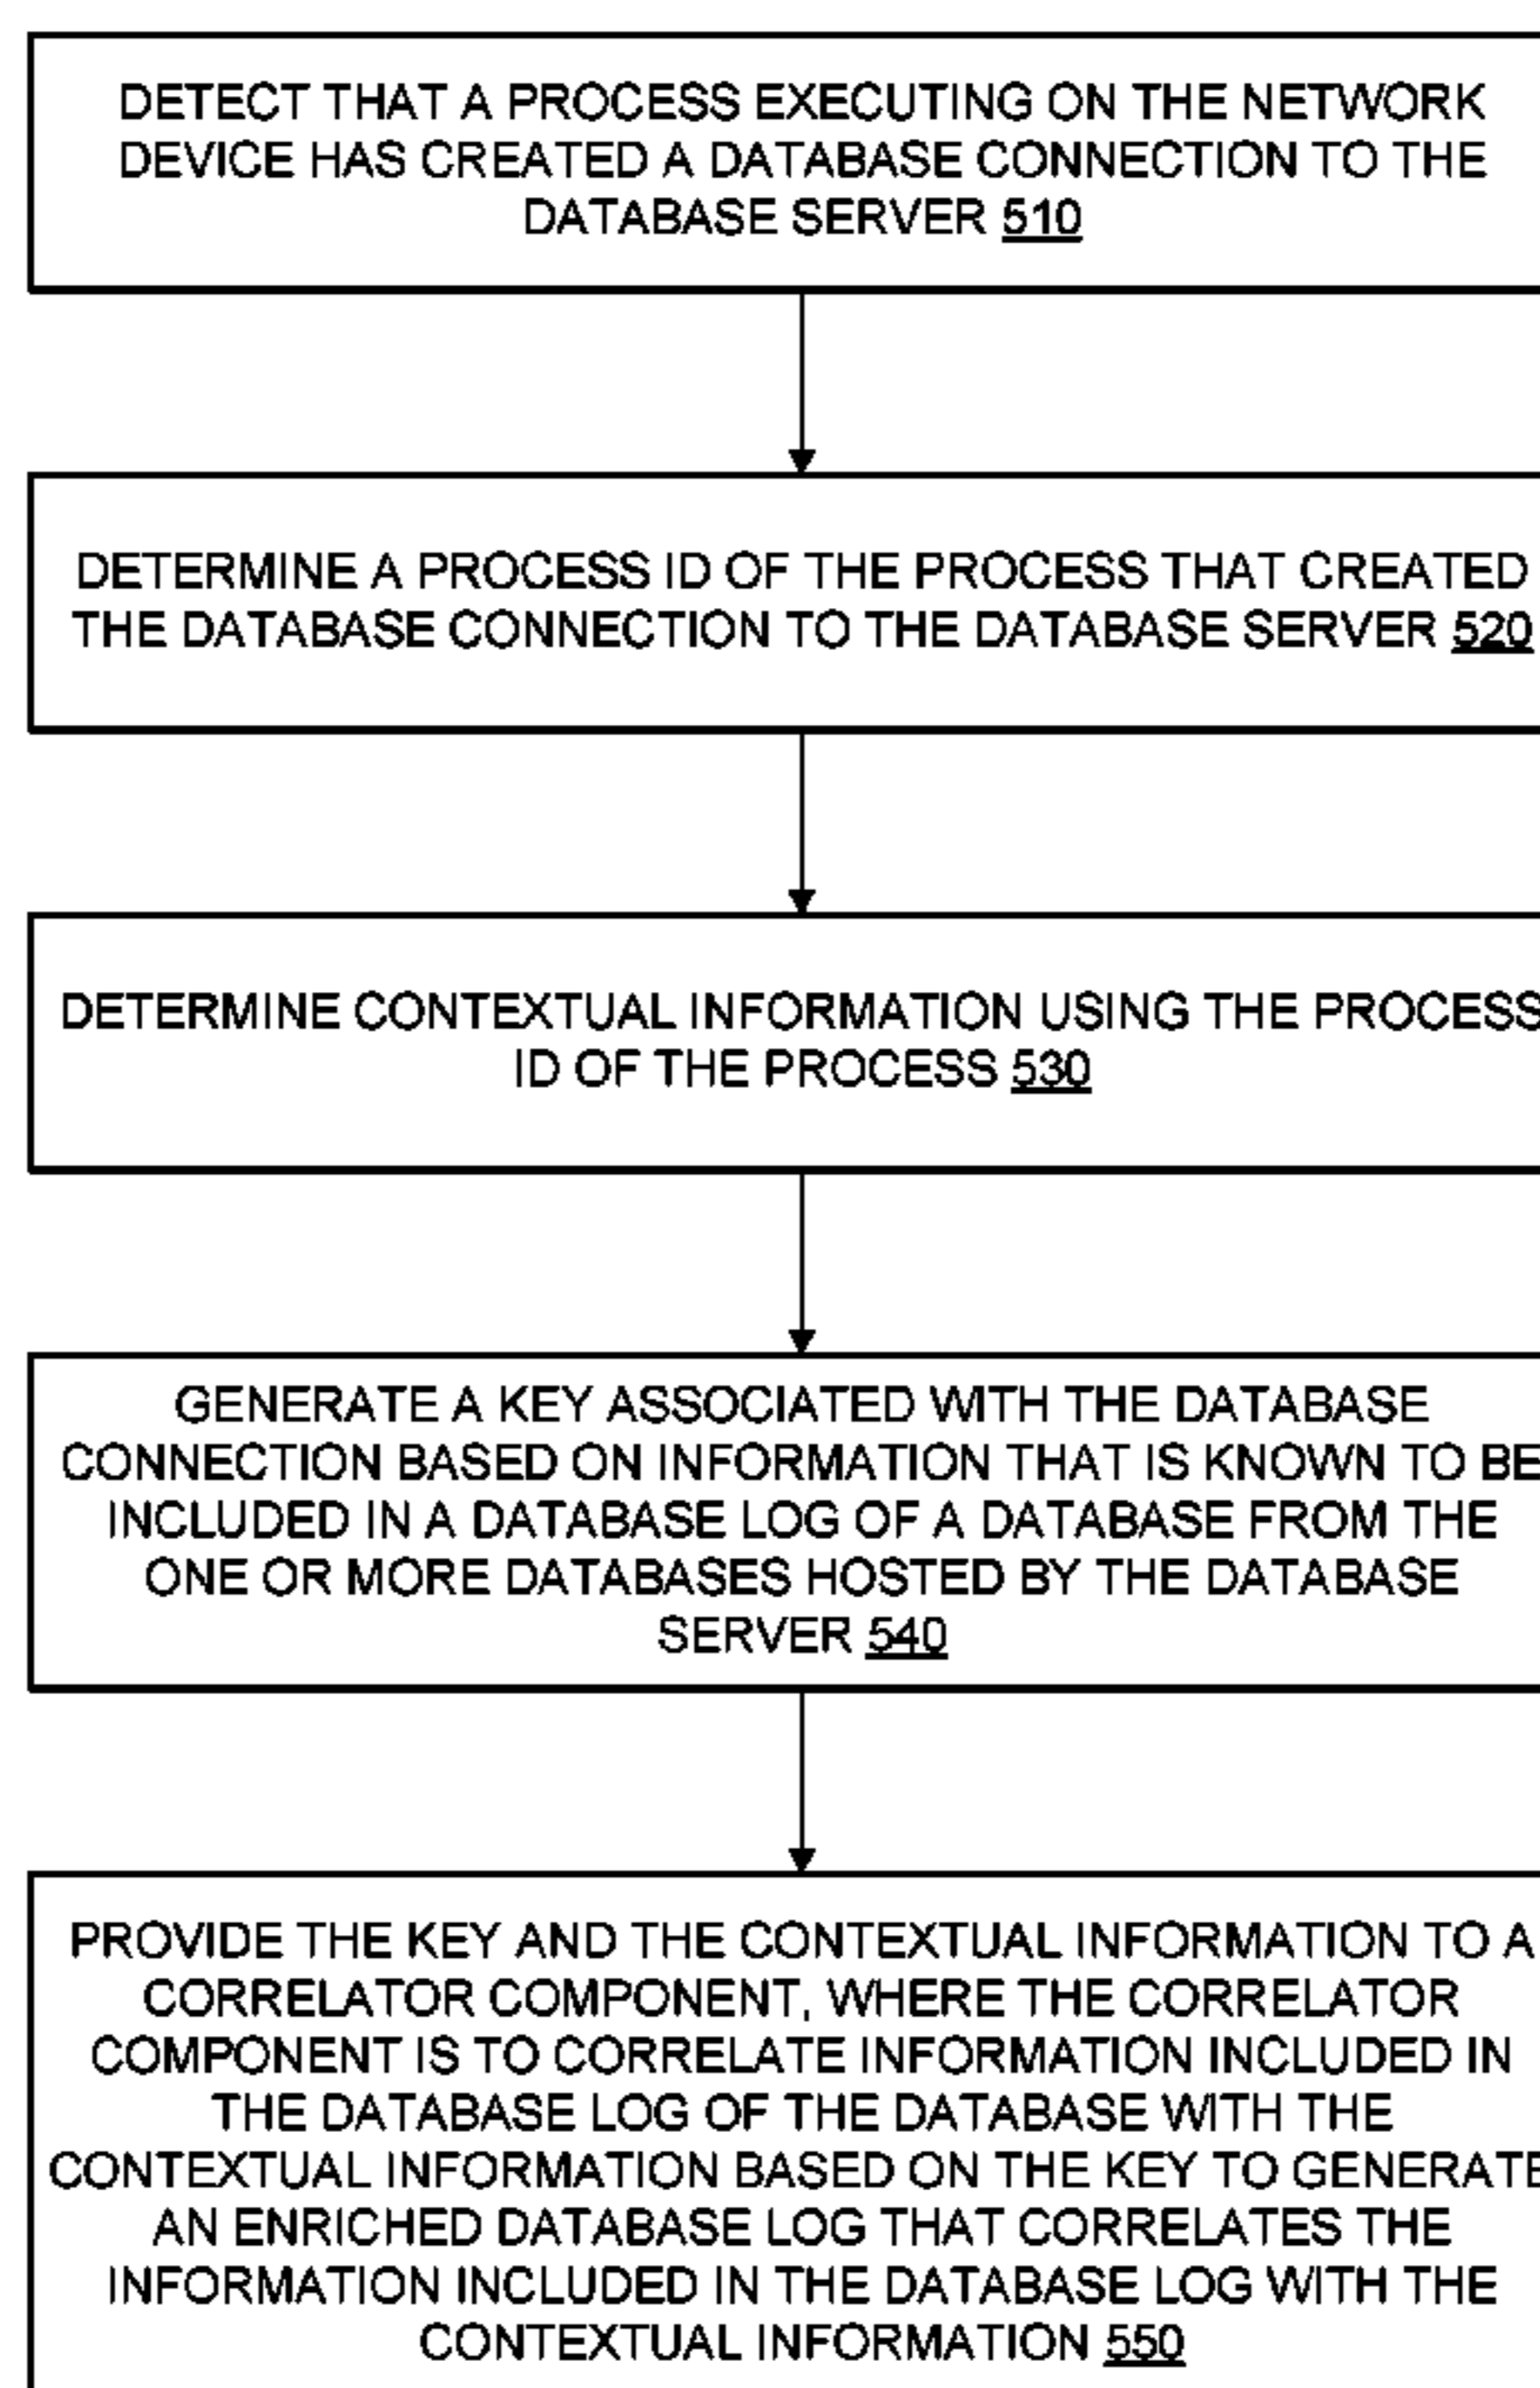 DETECT THAT A PROCESS EXECUTING ON THE NETWORK
DEVICE HAS CREATED A DATABASE CONNECTION TO THE
DATABASE SERVER 510
DETERMINE A PROCESS ID OF THE PROCESS THAT CREATED
THE DATABASE CONNECTION TO THE DATABASE SERVER 520
DETERMINE CONTEXTUAL INFORMATION USING THE PROCESS
ID OF THE PROCESS 530
GENERATE A KEY ASSOCIATED WITH THE DATABASE
CONNECTION BASED ON INFORMATION THAT IS KNOWN TO BE
INCLUDED IN A DATABASE LOG OF A DATABASE FROM THE
ONE OR MORE DATABASES HOSTED BY THE DATABASE
SERVER 540
PROVIDE THE KEY AND THE CONTEXTUAL INFORMATION TO A
CORRELATOR COMPONENT, WHERE THE CORRELATOR
COMPONENT IS TO CORRELATE INFORMATION INCLUDED IN
THE DATABASE LOG OF THE DATABASE WITH THE
CONTEXTUAL INFORMATION BASED ON THE KEY TO GENERATE
AN ENRICHED DATABASE LOG THAT CORRELATES THE
INFORMATION INCLUDED IN THE DATABASE LOG WITH THE
CONTEXTUAL INFORMATION 550